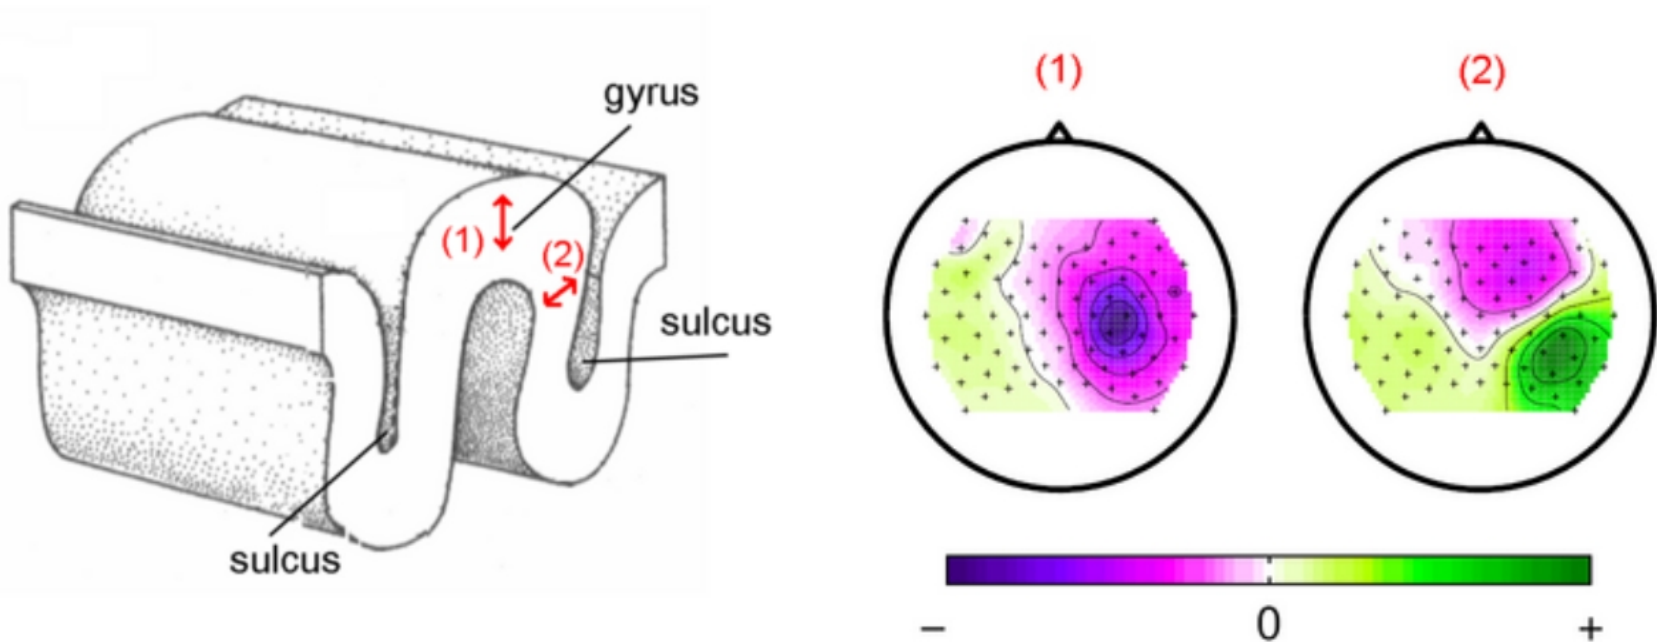 gyrus
(1)
(2)
sulcus
sulcus
(1)
(2)
−
0
+